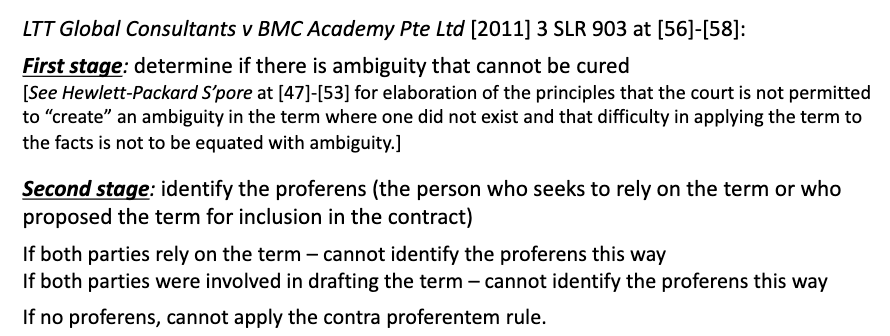 LTT Global Consultants v BMC Academy Pte Ltd [2011] 3 SLR 903 at [56]-[58]:
First stage: determine if there is ambiguity that cannot be cured
[See Hewlett-Packard S’pore at [47]-[53] for elaboration of the principles that the court is not permitted
to “create” an ambiguity in the term where one did not exist and that difficulty in applying the term to
the facts is not to be equated with ambiguity.]
Second stage: identify the proferens (the person who seeks to rely on the term or who
proposed the term for inclusion in the contract)
If both parties rely on the term – cannot identify the proferens this way
If both parties were involved in drafting the term – cannot identify the proferens this way
If no proferens, cannot apply the contra proferentem rule.